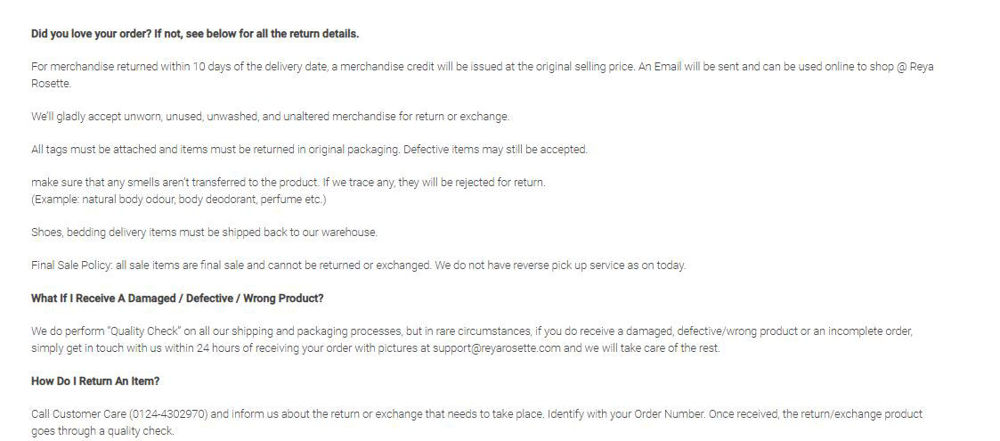 Did you love your order? If not, see below for all the return details.
For merchandise returned within 10 days of the delivery date, a merchandise credit will be issued at the original selling price. An Email will be sent and can be used online to shop @ Reya
Rosette.
We'll gladly accept unworn, unused, unwashed, and unaltered merchandise for return or exchange.
All tags must be attached and items must be returned in original packaging. Defective items may still be accepted.
make sure that any smells aren't transferred to the product. If we trace any, they will be rejected for return.
(Example: natural body odour, body deodorant, perfume etc.)
Shoes, bedding delivery items must be shipped back to our warehouse.
Final Sale Policy: all sale items are final sale and cannot be returned or exchanged. We do not have reverse pick up service as on today.
What If I Receive A Damaged / Defective / Wrong Product?
We do perform "Quality Check" on all our shipping and packaging processes, but in rare circumstances, if you do receive a damaged, defective/wrong product or an incomplete order,
simply get in touch with us within 24 hours of receiving your order with pictures at support@reyarosette.com and we will take care of the rest.
How Do I Return An Item?
Call Customer Care (0124-4302970) and inform us about the return or exchange that needs to take place. Identify with your Order Number. Once received, the return/exchange product
goes through a quality check.